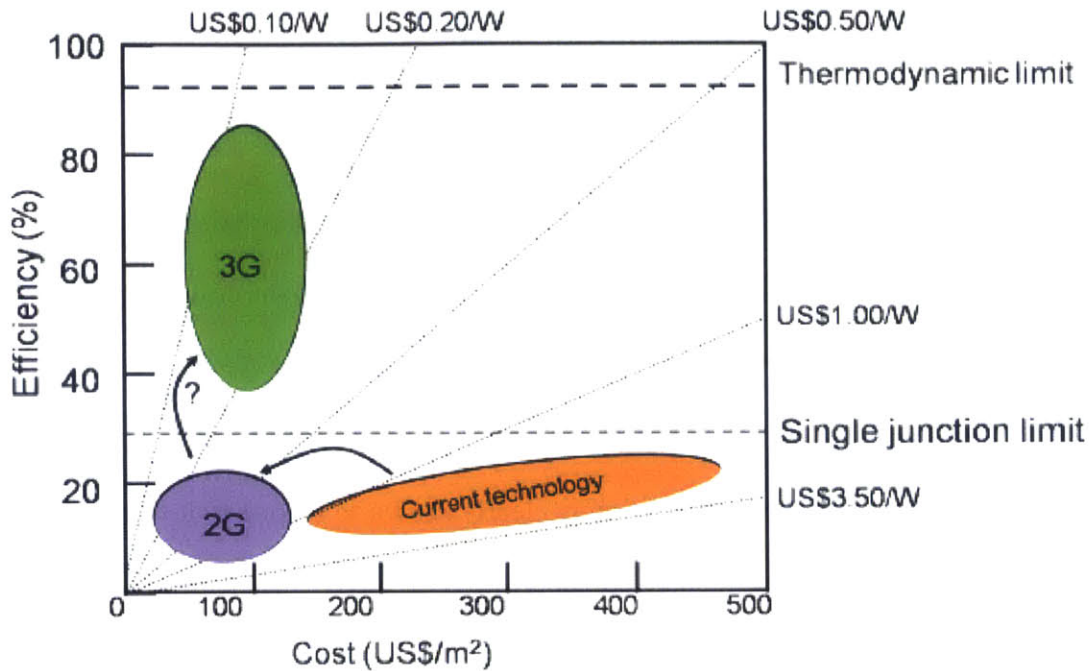 US$0.10/W US$0.20/W US$0.50/W
100
Thermodynamic limit
80
Efficiency (%)
60
3G
US$1.00/W
40
?
Single junction limit
20
Current technology
US$3.50/W
2G
0 100 200 300 400 500
Cost (US$/m²)